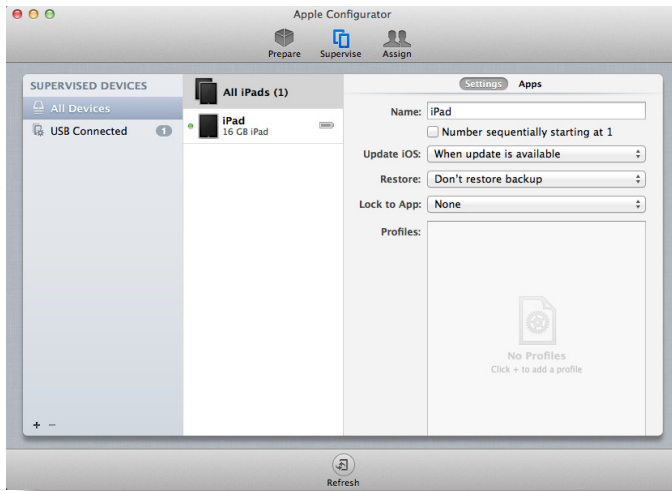 Apple Configurator
Prepare Supervise Assign
SUPERVISED DEVICES
All Devices
USB Connected 1
All iPads (1)
iPad
16 GB iPad
Settings Apps
Name: iPad
Number sequentially starting at 1
Update iOS: When update is available
Restore: Don't restore backup
Lock to App: None
Profiles:
No Profiles
Click + to add a profile
+ −
Refresh